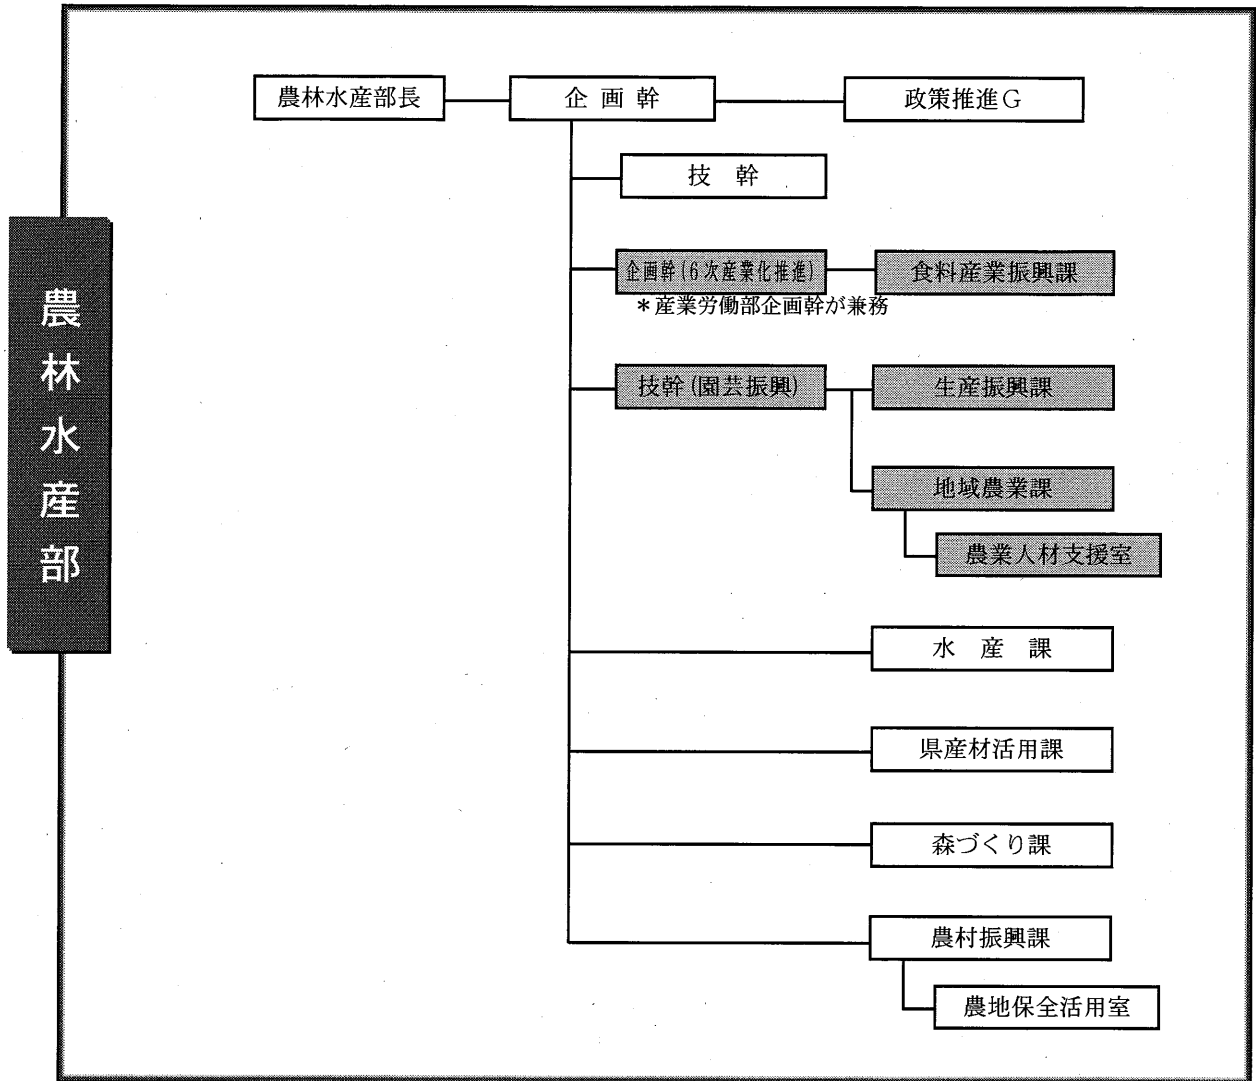 農林水産部
農林水産部長
企画幹
政策推進G
技幹
企画幹(6次産業化推進)
食料産業振興課
*産業労働部企画幹が兼務
技幹(園芸振興)
生産振興課
地域農業課
農業人材支援室
水産課
県産材活用課
森づくり課
農村振興課
農地保全活用室